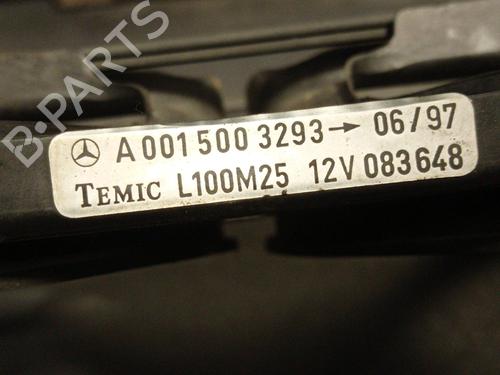 B-PARTS
A 001 500 3293→ 06/97
TEMIC L100M25 12V 083648